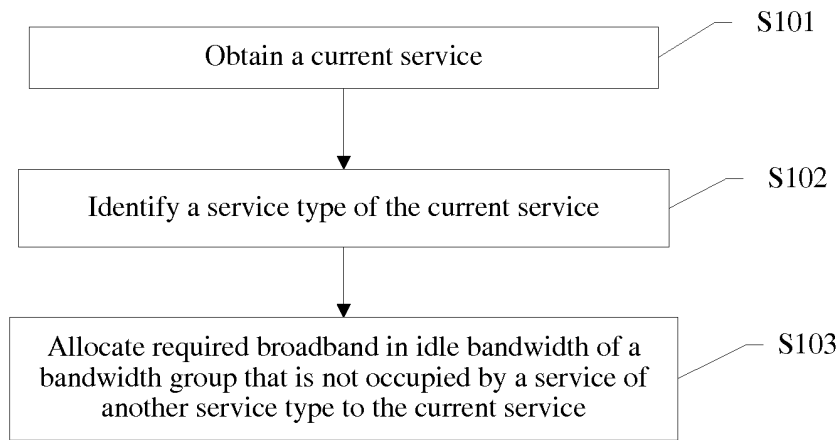 S101
Obtain a current service
S102
Identify a service type of the current service
S103
Allocate required broadband in idle bandwidth of a
bandwidth group that is not occupied by a service of
another service type to the current service